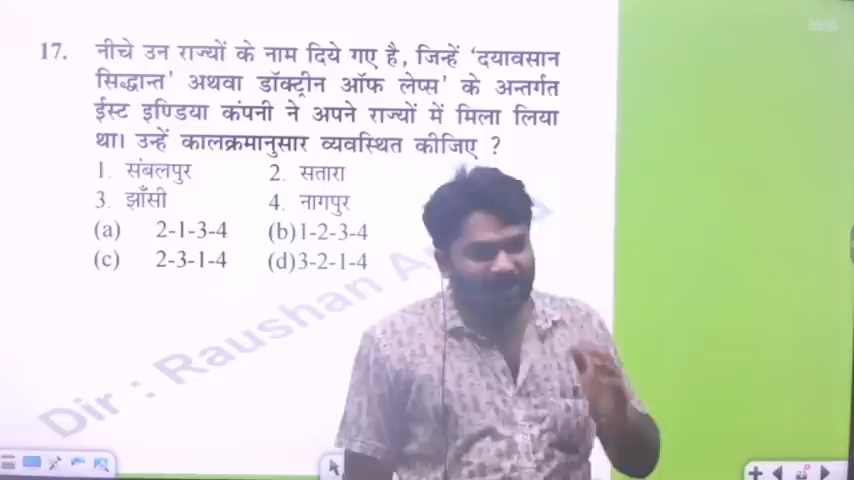 17. नीचे उन राज्यों के नाम दिये गए है, जिन्हें 'दयावसान
सिद्धान्त' अथवा डॉक्ट्रीन ऑफ लेप्स' के अन्तर्गत
ईस्ट इण्डिया कंपनी ने अपने राज्यों में मिला लिया
था। उन्हें कालक्रमानुसार व्यवस्थित कीजिए ?
1. संबलपुर 2. सतारा
3. झाँसी 4. नागपुर
(a) 2-1-3-4 (b) 1-2-3-4
(c) 2-3-1-4 (d) 3-2-1-4
Dir : Raushan